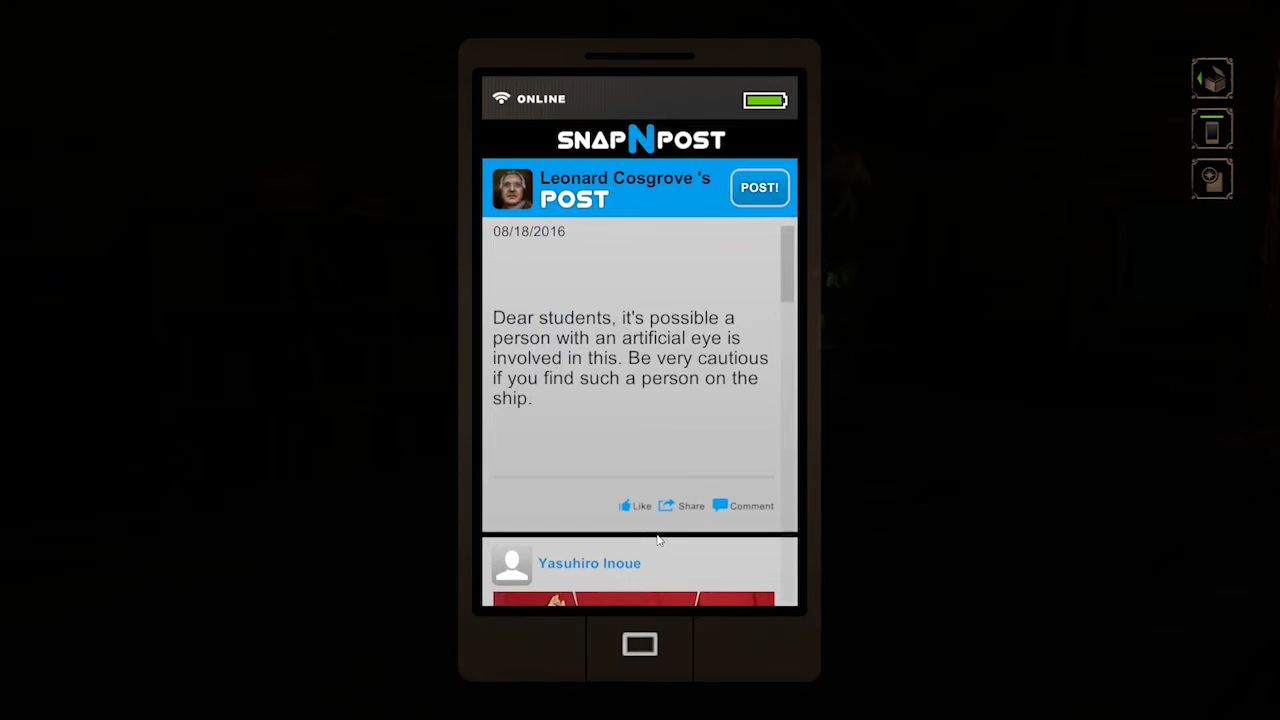 ONLINE
SNAPNPOST
Leonard Cosgrove 's
POST
POST!
08/18/2016
Dear students, it's possible a
person with an artificial eye is
involved in this. Be very cautious
if you find such a person on the
ship.
Like Share Comment
Yasuhiro Inoue